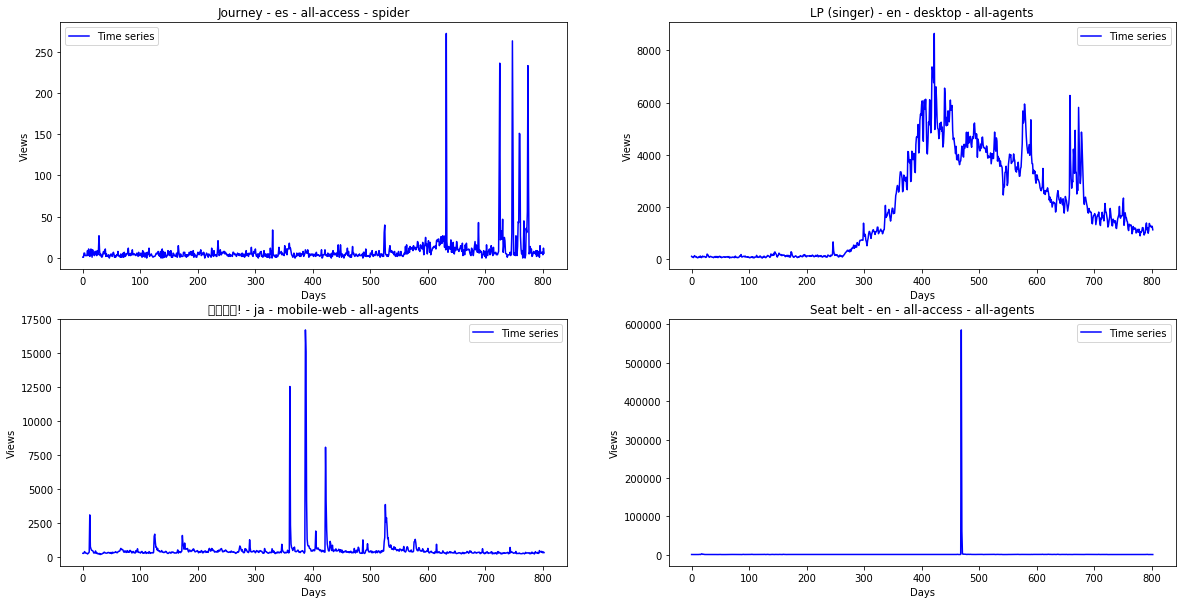 Journey - es - all-access - spider
Time series
Views
250
200
150
100
50
0
0 100 200 300 400 500 600 700 800
Days
LP (singer) - en - desktop - all-agents
Time series
Views
8000
6000
4000
2000
0
0 100 200 300 400 500 600 700 800
Days
! - ja - mobile-web - all-agents
Time series
Views
17500
15000
12500
10000
7500
5000
2500
0
0 100 200 300 400 500 600 700 800
Days
Seat belt - en - all-access - all-agents
Time series
Views
600000
500000
400000
300000
200000
100000
0
0 100 200 300 400 500 600 700 800
Days